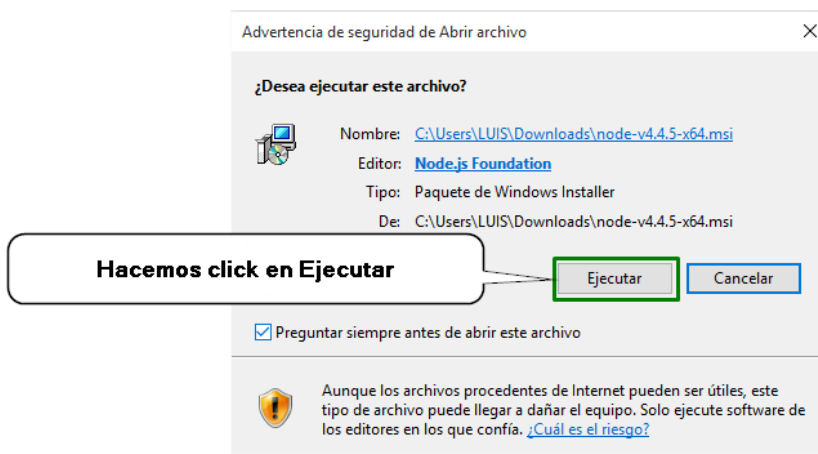 Advertencia de seguridad de Abrir archivo
¿Desea ejecutar este archivo?
Nombre: C:\Users\LUIS\Downloads\node-v4.4.5-x64.msi
Editor: Node.js Foundation
Tipo: Paquete de Windows Installer
De: C:\Users\LUIS\Downloads\node-v4.4.5-x64.msi
Hacemos click en Ejecutar
Ejecutar Cancelar
Preguntar siempre antes de abrir este archivo
Aunque los archivos procedentes de Internet pueden ser útiles, este
tipo de archivo puede llegar a dañar el equipo. Solo ejecute software de
los editores en los que confía. ¿Cuál es el riesgo?